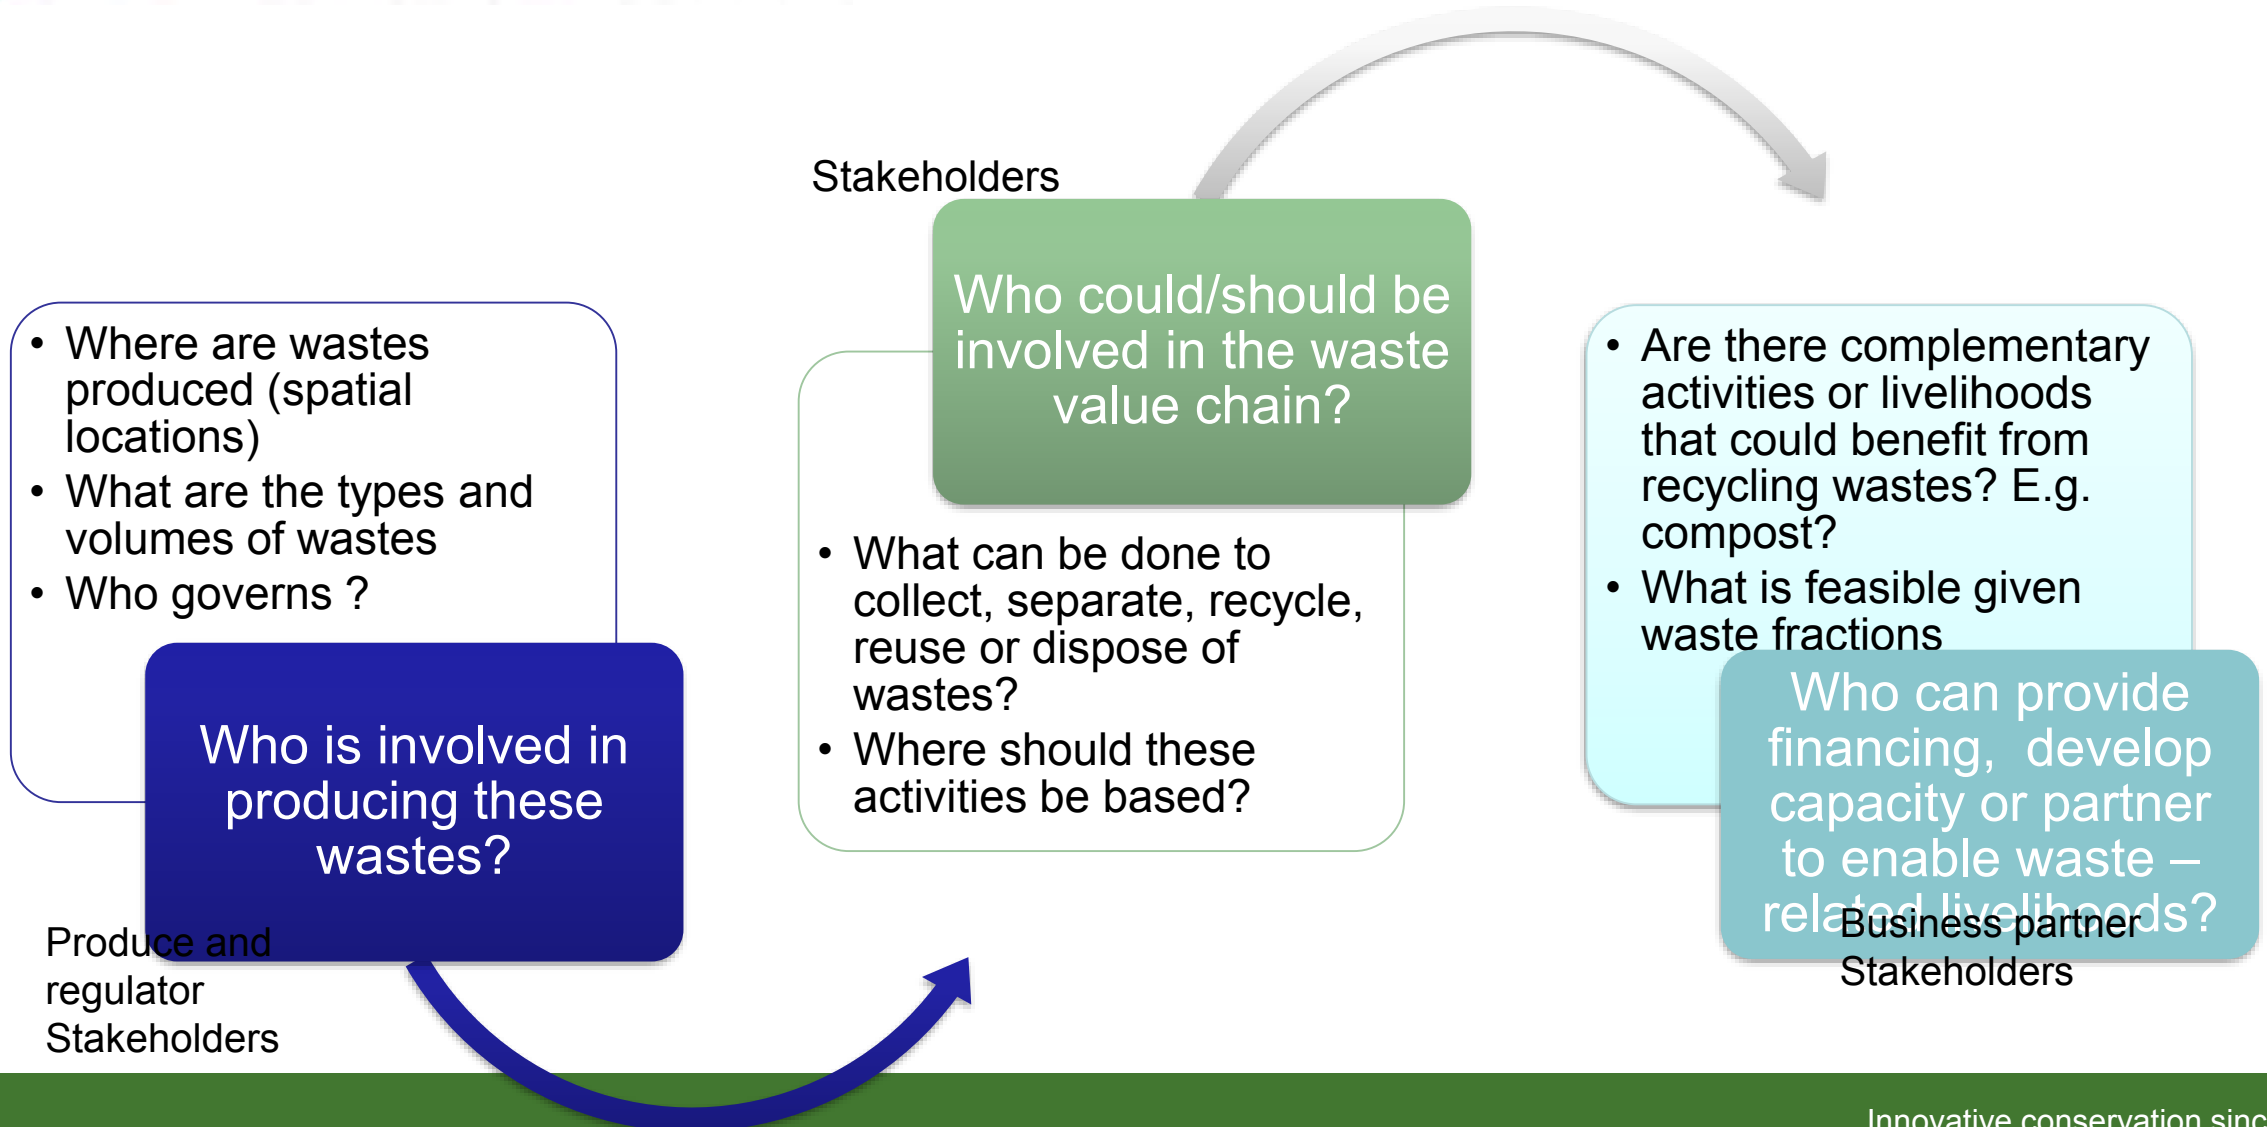 • Where are wastes
produced (spatial
locations)
• What are the types and
volumes of wastes
• Who governs ?
Who is involved in
producing these
wastes?
Produce and
regulator
Stakeholders
Stakeholders
Who could/should be
involved in the waste
value chain?
• What can be done to
collect, separate, recycle,
reuse or dispose of
wastes?
• Where should these
activities be based?
• Are there complementary
activities or livelihoods
that could benefit from
recycling wastes? E.g.
compost?
• What is feasible given
waste fractions
Who can provide
financing, develop
capacity or partner
to enable waste –
related livelihoods?
Business partner
Stakeholders
Innovative conservation sinc